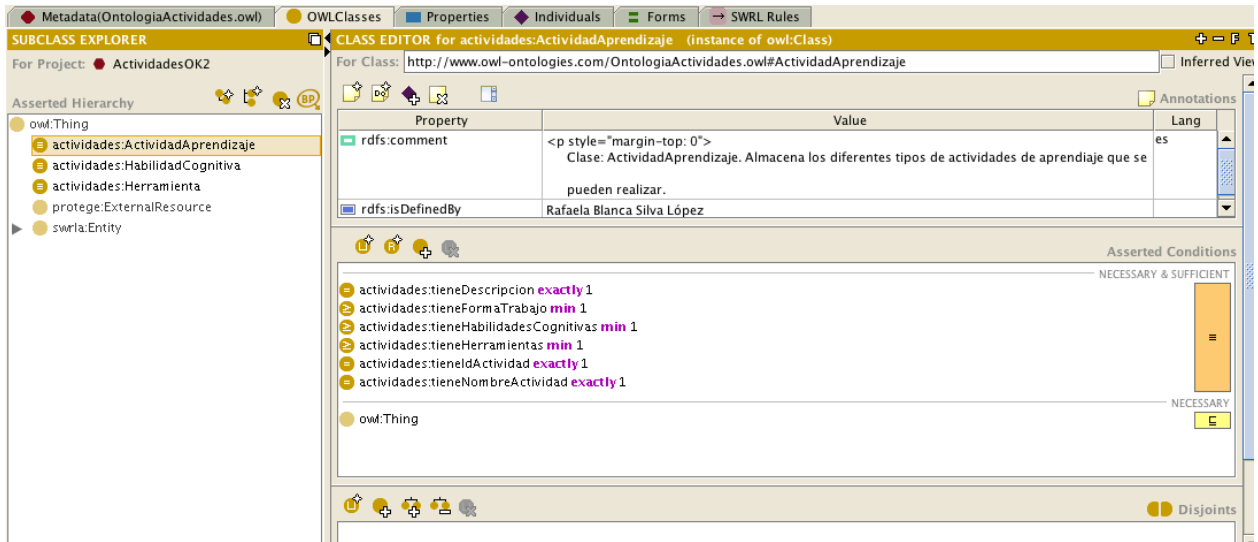 Metadata(OntologiaActividades.owl) OWLClasses Properties Individuals Forms SWRL Rules
SUBCLASS EXPLORER
For Project: ActividadesOK2
Asserted Hierarchy
owl:Thing
actividades:ActividadAprendizaje
actividades:HabilidadCognitiva
actividades:Herramienta
protege:ExternalResource
swrla:Entity
CLASS EDITOR for actividades:ActividadAprendizaje (instance of owl:Class)
For Class: http://www.owl-ontologies.com/OntologiaActividades.owl#ActividadAprendizaje Inferred View
Annotations
Property Value Lang
rdfs:comment <p style="margin-top: 0"> es
Clase: ActividadAprendizaje. Almacena los diferentes tipos de actividades de aprendiaje que se
pueden realizar.
rdfs:isDefinedBy Rafaela Blanca Silva López
Asserted Conditions
NECESSARY & SUFFICIENT
actividades:tieneDescripcion exactly 1
actividades:tieneFormaTrabajo min 1
actividades:tieneHabilidadesCognitivas min 1
actividades:tieneHerramientas min 1
actividades:tieneIdActividad exactly 1
actividades:tieneNombreActividad exactly 1
NECESSARY
owl:Thing
Disjoints